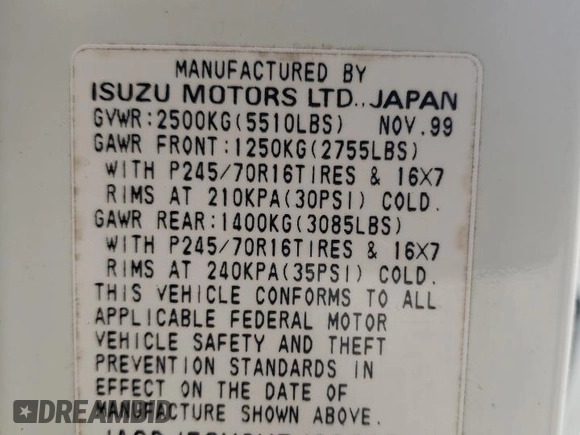 MANUFACTURED BY
ISUZU MOTORS LTD., JAPAN
GVWR:2500KG(5510LBS) NOV.99
GAWR FRONT:1250KG(2755LBS)
WITH P245/70R16TIRES & 16X7
RIMS AT 210KPA(30PSI) COLD.
GAWR REAR:1400KG(3085LBS)
WITH P245/70R16TIRES & 16X7
RIMS AT 240KPA(35PSI) COLD.
THIS VEHICLE CONFORMS TO ALL
APPLICABLE FEDERAL MOTOR
VEHICLE SAFETY AND THEFT
PREVENTION STANDARDS IN
EFFECT ON THE DATE OF
MANUFACTURE SHOWN ABOVE.
DREAMBID